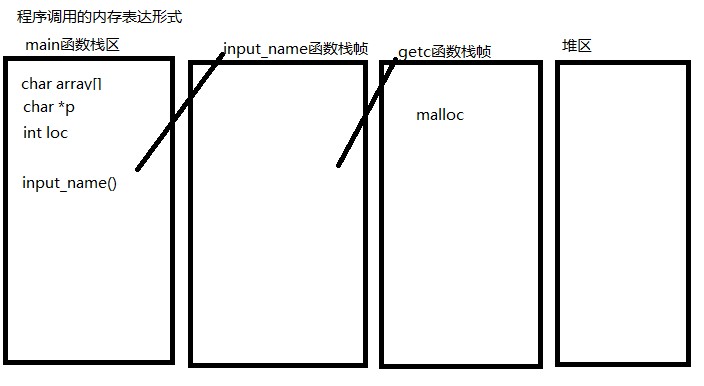 程序调用的内存表达形式
main函数栈区
input_name函数栈帧
getc函数栈帧
堆区
char array[]
char *p
int loc
input_name()
malloc